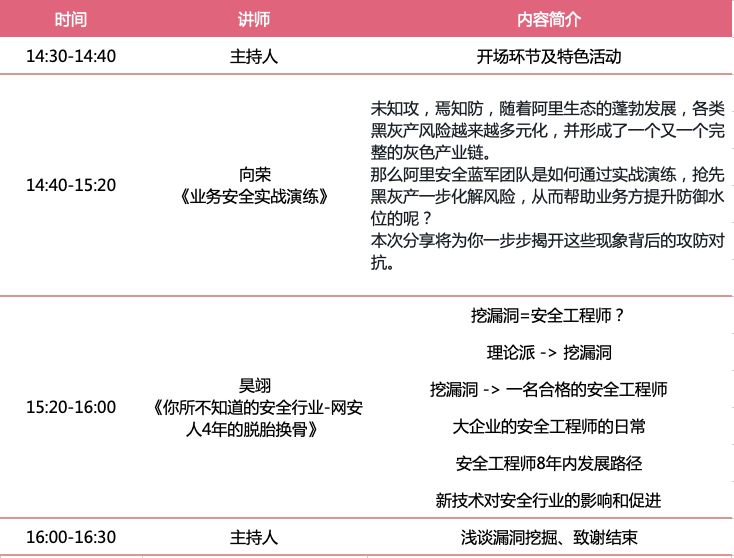 时间 讲师 内容简介
14:30-14:40 主持人 开场环节及特色活动
14:40-15:20
向荣
《业务安全实战演练》
未知攻，焉知防，随着阿里生态的蓬勃发展，各类
黑灰产风险越来越多元化，并形成了一个又一个完
整的灰色产业链。
那么阿里安全蓝军团队是如何通过实战演练，抢先
黑灰产一步化解风险，从而帮助业务方提升防御水
位的呢？
本次分享将为你一步步揭开这些现象背后的攻防对
抗。
15:20-16:00
昊翊
《你所不知道的安全行业-网安
人4年的脱胎换骨》
挖漏洞=安全工程师？
理论派 -> 挖漏洞
挖漏洞 -> 一名合格的安全工程师
大企业的安全工程师的日常
安全工程师8年内发展路径
新技术对安全行业的影响和促进
16:00-16:30 主持人 浅谈漏洞挖掘、致谢结束